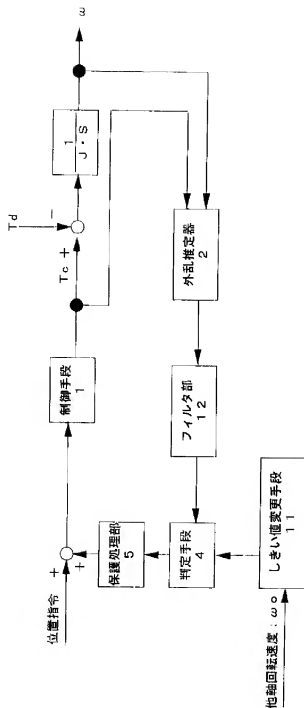 位置指令
+
+
制御手段
1
Tc
+
Td
−
1
J・S
ω
外乱推定器
2
フィルタ部
12
判定手段
4
保護処理部
5
しきい値変更手段
11
他軸回転速度：ωo